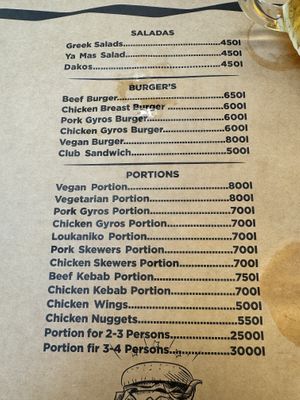 SALADAS
Greek Salads.....................450l
Ya Mas Salad.....................450l
Dakos.....................450l
BURGER'S
Beef Burger.....................650l
Chicken Breast Burger..............600l
Pork Gyros Burger.................600l
Chicken Gyros Burger..............600l
Vegan Burger.....................800l
Club Sandwich.....................500l
PORTIONS
Vegan Portion.....................800l
Vegetarian Portion.................800l
Pork Gyros Portion.................700l
Chicken Gyros Portion..............700l
Loukaniko Portion.................700l
Pork Skewers Portion..............700l
Chicken Skewers Portion...........700l
Beef Kebab Portion.................750l
Chicken Kebab Portion..............700l
Chicken Wings.....................500l
Chicken Nuggets.....................550l
Portion for 2-3 Persons...........2500l
Portion fir 3-4 Persons...........3000l